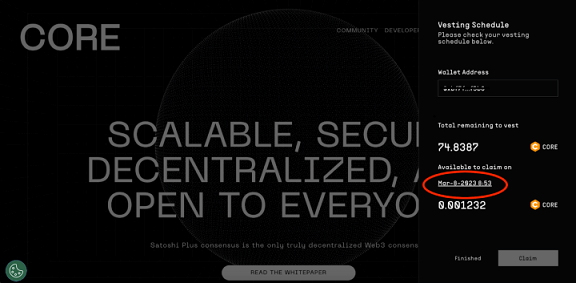 CORE
COMMUNITY DEVELOPER
SCALABLE, SECU
DECENTRALIZED, A
OPEN TO EVERYO
Satoshi Plus consensus is the only truly decentralized Web3 consens
READ THE WHITEPAPER
Vesting Schedule
Please check your vesting
schedule below.
Wallet Address
Total remaining to vest
74.8387 CORE
Available to claim on
Mar-8-2023 8:53
0.001232 CORE
Finished Claim